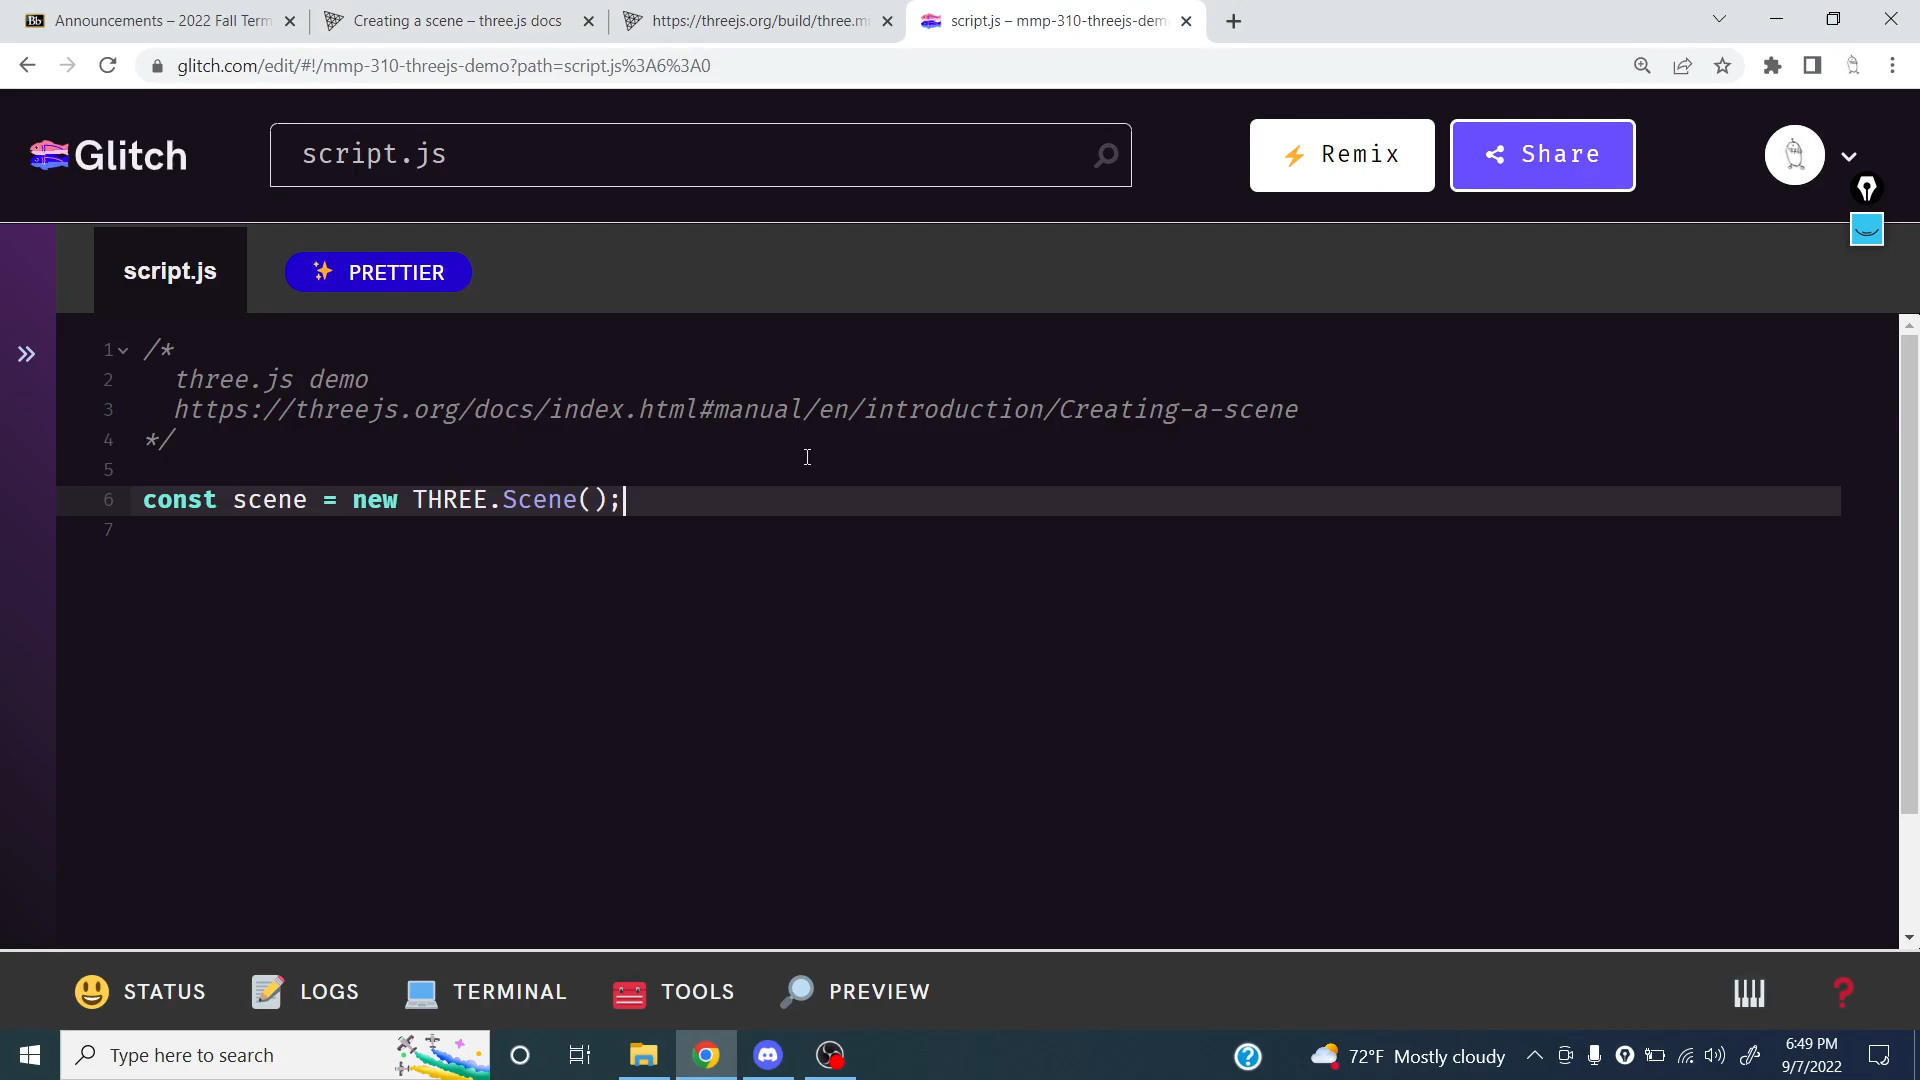 Announcements – 2022 Fall Term
Creating a scene – three.js docs
https://threejs.org/build/three.mi
script.js – mmp-310-threejs-dem
glitch.com/edit/#!/mmp-310-threejs-demo?path=script.js%3A6%3A0
Glitch
script.js
Remix
Share
script.js
PRETTIER
1 /*
2 three.js demo
3 https://threejs.org/docs/index.html#manual/en/introduction/Creating-a-scene
4 */
5
6 const scene = new THREE.Scene();
7
STATUS
LOGS
TERMINAL
TOOLS
PREVIEW
?
Type here to search
?
72°F Mostly cloudy
6:49 PM
9/7/2022